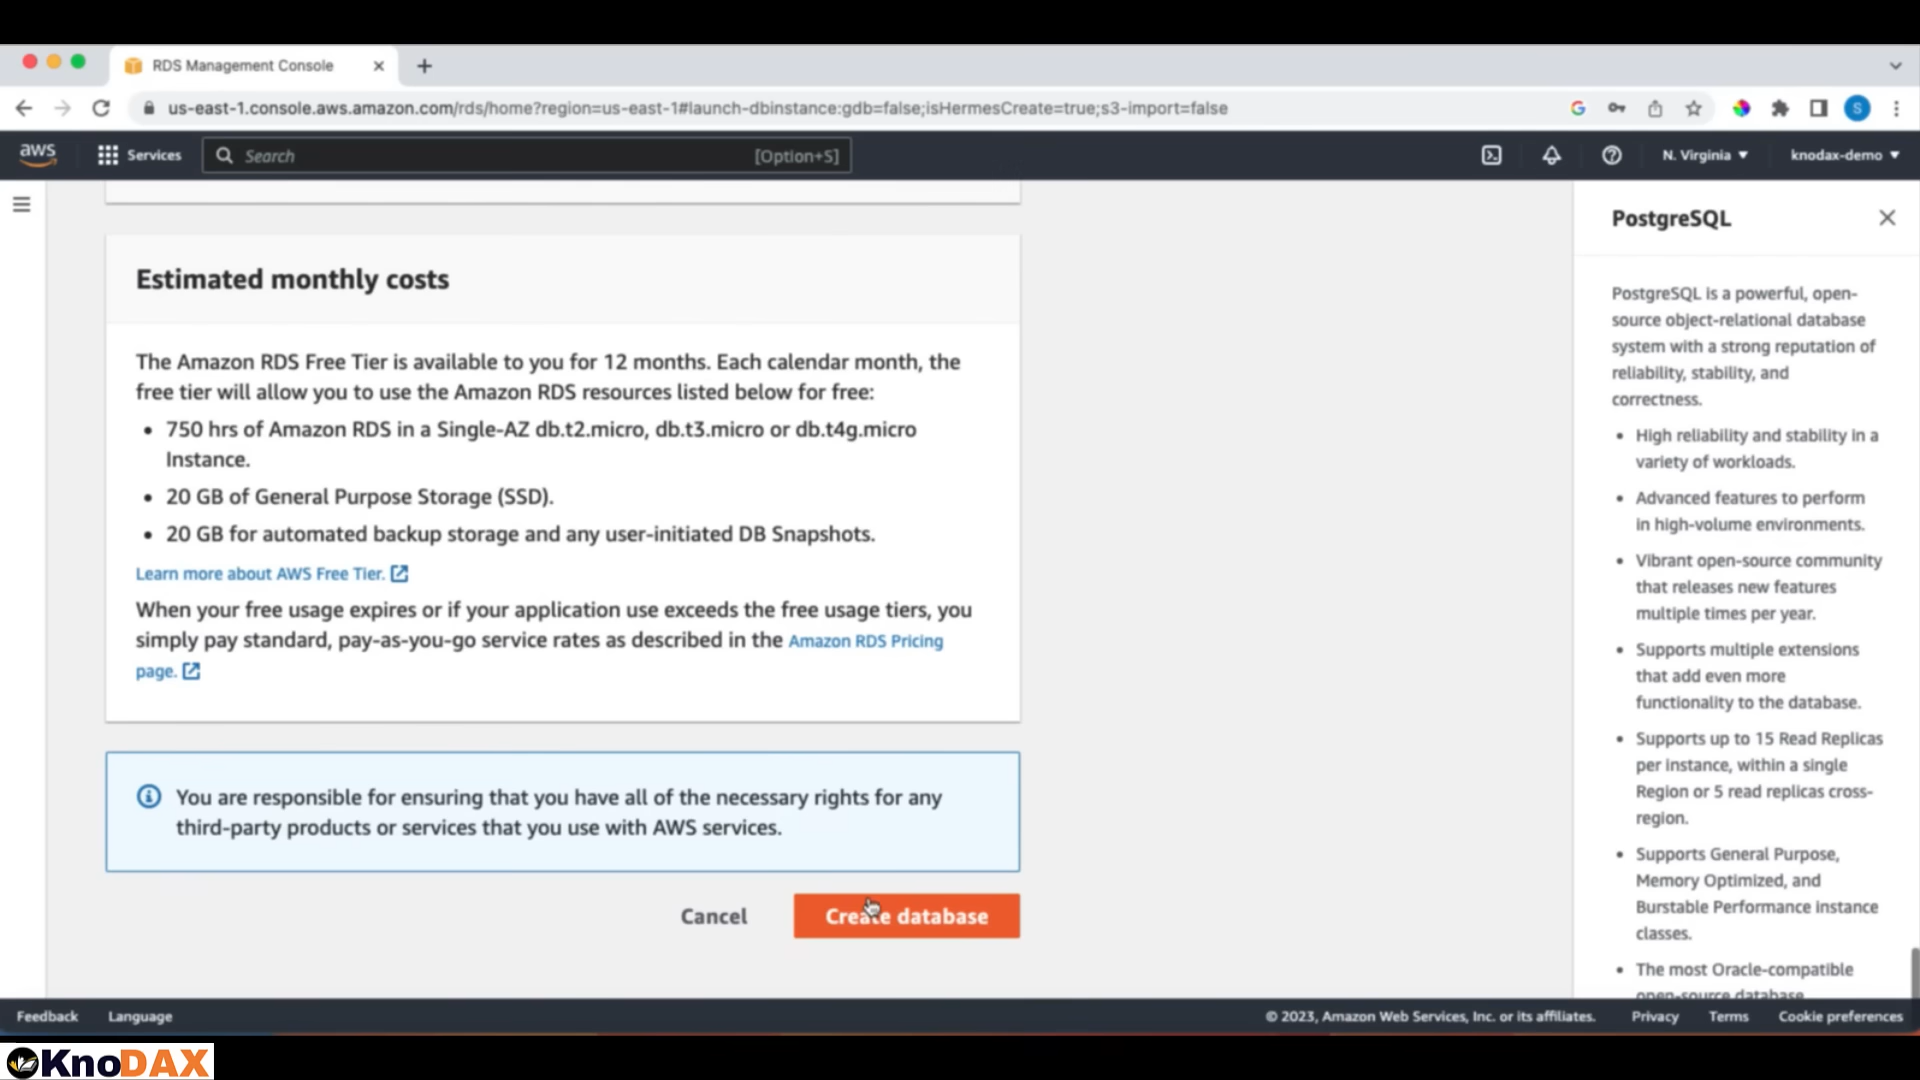 RDS Management Console
us-east-1.console.aws.amazon.com/rds/home?region=us-east-1#launch-dbinstance:gdb=false;isHermesCreate=true;s3-import=false
S
aws
Services
Search
[Option+S]
N. Virginia
knodax-demo
Estimated monthly costs
The Amazon RDS Free Tier is available to you for 12 months. Each calendar month, the
free tier will allow you to use the Amazon RDS resources listed below for free:
• 750 hrs of Amazon RDS in a Single-AZ db.t2.micro, db.t3.micro or db.t4g.micro
Instance.
• 20 GB of General Purpose Storage (SSD).
• 20 GB for automated backup storage and any user-initiated DB Snapshots.
Learn more about AWS Free Tier.
When your free usage expires or if your application use exceeds the free usage tiers, you
simply pay standard, pay-as-you-go service rates as described in the Amazon RDS Pricing
page.
You are responsible for ensuring that you have all of the necessary rights for any
third-party products or services that you use with AWS services.
Cancel
Create database
PostgreSQL
PostgreSQL is a powerful, open-
source object-relational database
system with a strong reputation of
reliability, stability, and
correctness.
• High reliability and stability in a
variety of workloads.
• Advanced features to perform
in high-volume environments.
• Vibrant open-source community
that releases new features
multiple times per year.
• Supports multiple extensions
that add even more
functionality to the database.
• Supports up to 15 Read Replicas
per instance, within a single
Region or 5 read replicas cross-
region.
• Supports General Purpose,
Memory Optimized, and
Burstable Performance instance
classes.
• The most Oracle-compatible
open-source database
Feedback
Language
© 2023, Amazon Web Services, Inc. or its affiliates.
Privacy
Terms
Cookie preferences
KnoDAX